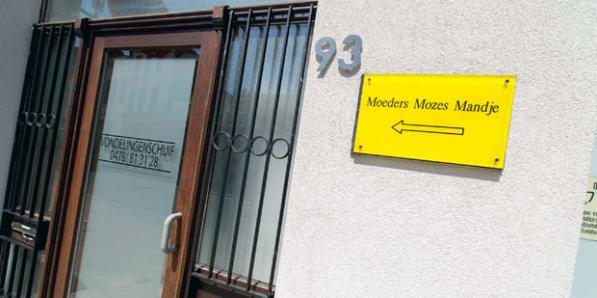 93
Moeders Mozes Mandje
VONDELINGENSCHUIF
0478/ 81 31 28